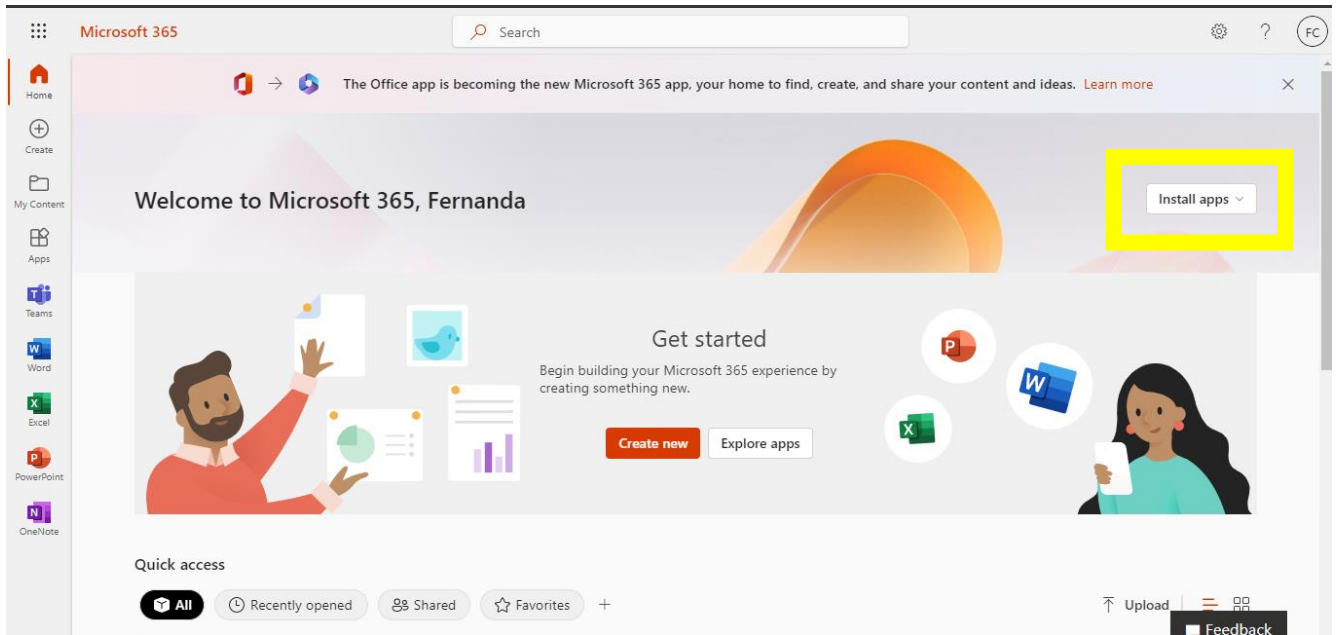 Microsoft 365
Search
FC
Home
The Office app is becoming the new Microsoft 365 app, your home to find, create, and share your content and ideas. Learn more
Create
My Content
Welcome to Microsoft 365, Fernanda
Install apps
Apps
Teams
Word
Excel
PowerPoint
OneNote
Get started
Begin building your Microsoft 365 experience by
creating something new.
Create new
Explore apps
P
W
X
Quick access
All
Recently opened
Shared
Favorites
Upload
Feedback